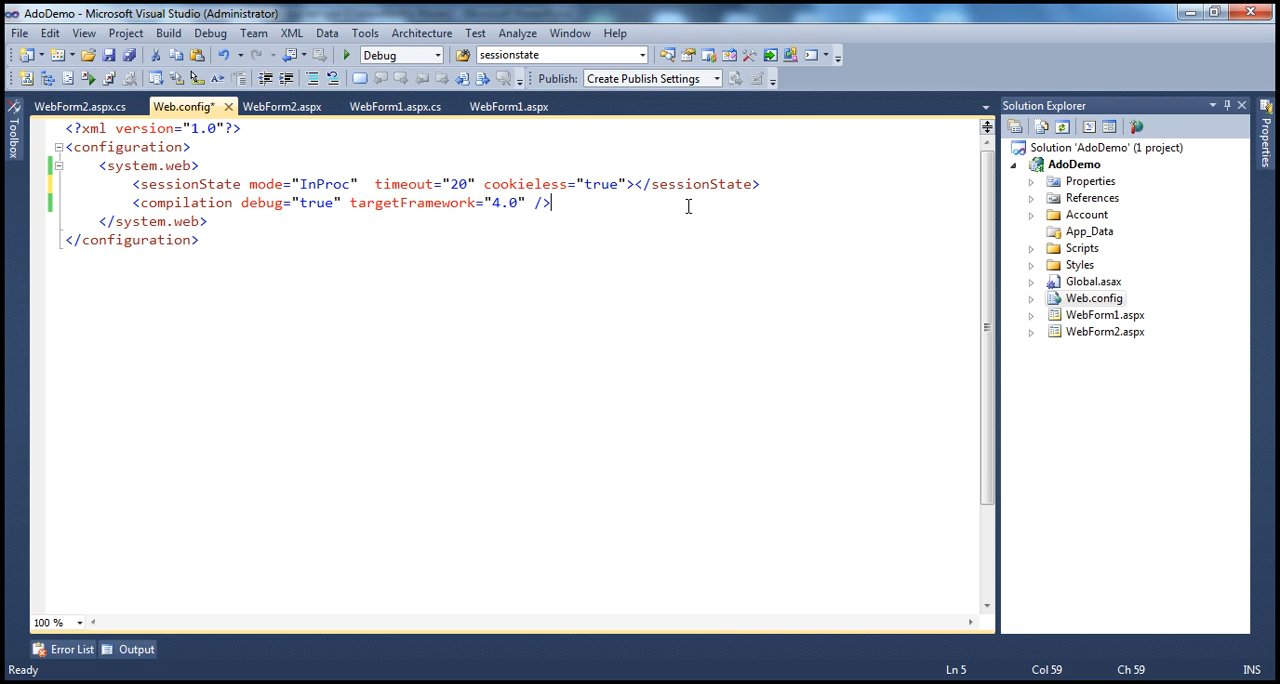 AdoDemo - Microsoft Visual Studio (Administrator)
File Edit View Project Build Debug Team XML Data Tools Architecture Test Analyze Window Help
Debug sessionstate
Publish: Create Publish Settings
WebForm2.aspx.cs Web.config* WebForm2.aspx WebForm1.aspx.cs WebForm1.aspx
Toolbox
<?xml version="1.0"?>
<configuration>
<system.web>
<sessionState mode="InProc"  timeout="20" cookieless="true"></sessionState>
<compilation debug="true" targetFramework="4.0" />
</system.web>
</configuration>
100 %
Solution Explorer
Solution 'AdoDemo' (1 project)
AdoDemo
Properties
References
Account
App_Data
Scripts
Styles
Global.asax
Web.config
WebForm1.aspx
WebForm2.aspx
Properties
Error List Output
Ready Ln 5 Col 59 Ch 59 INS